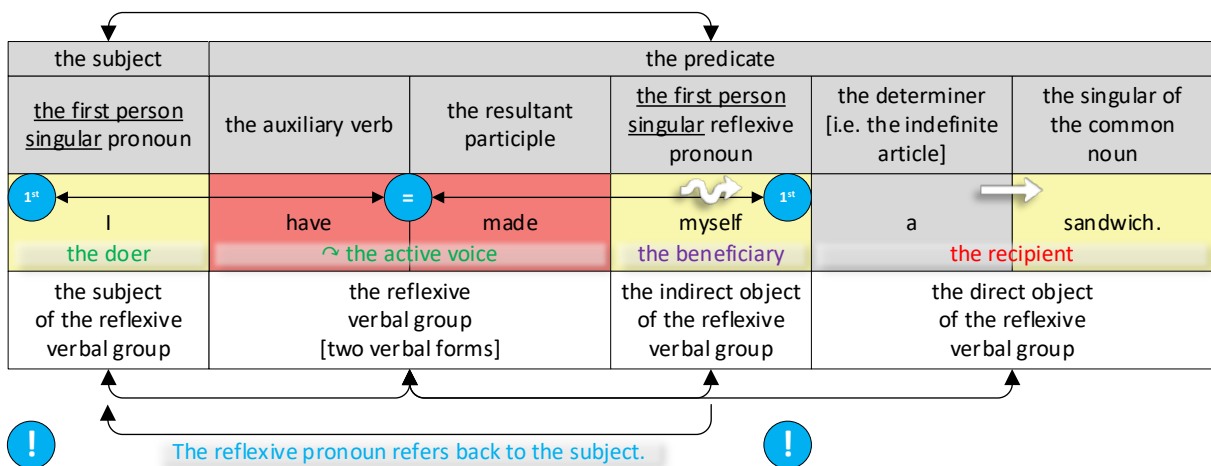 the subject
the predicate
the first person
singular pronoun
the auxiliary verb
the resultant
participle
the first person
singular reflexive
pronoun
the determiner
[i.e. the indefinite
article]
the singular of
the common
noun
1st
=
1st
I
have
made
myself
a
sandwich.
the doer
↷ the active voice
the beneficiary
the recipient
the subject
of the reflexive
verbal group
the reflexive
verbal group
[two verbal forms]
the indirect object
of the reflexive
verbal group
the direct object
of the reflexive
verbal group
!
The reflexive pronoun refers back to the subject.
!